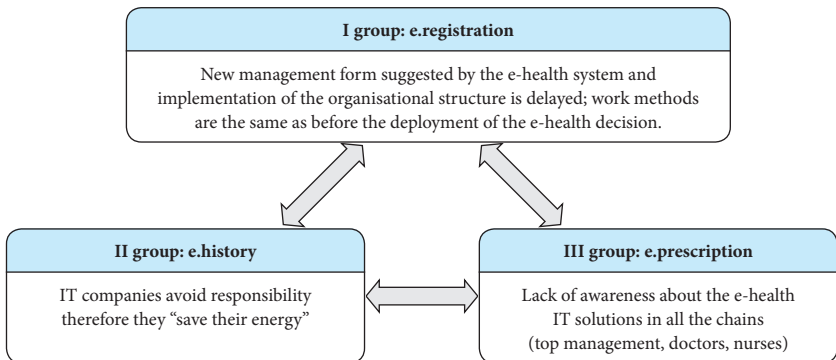 I group: e.registration
New management form suggested by the e-health system and
implementation of the organisational structure is delayed; work methods
are the same as before the deployment of the e-health decision.
II group: e.history
IT companies avoid responsibility
therefore they “save their energy”
III group: e.prescription
Lack of awareness about the e-health
IT solutions in all the chains
(top management, doctors, nurses)